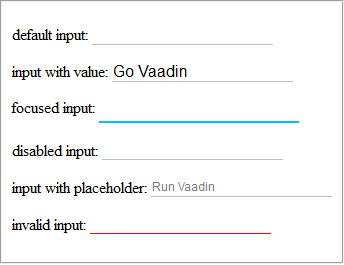 default input:
input with value: Go Vaadin
focused input:
disabled input:
input with placeholder: Run Vaadin
invalid input: